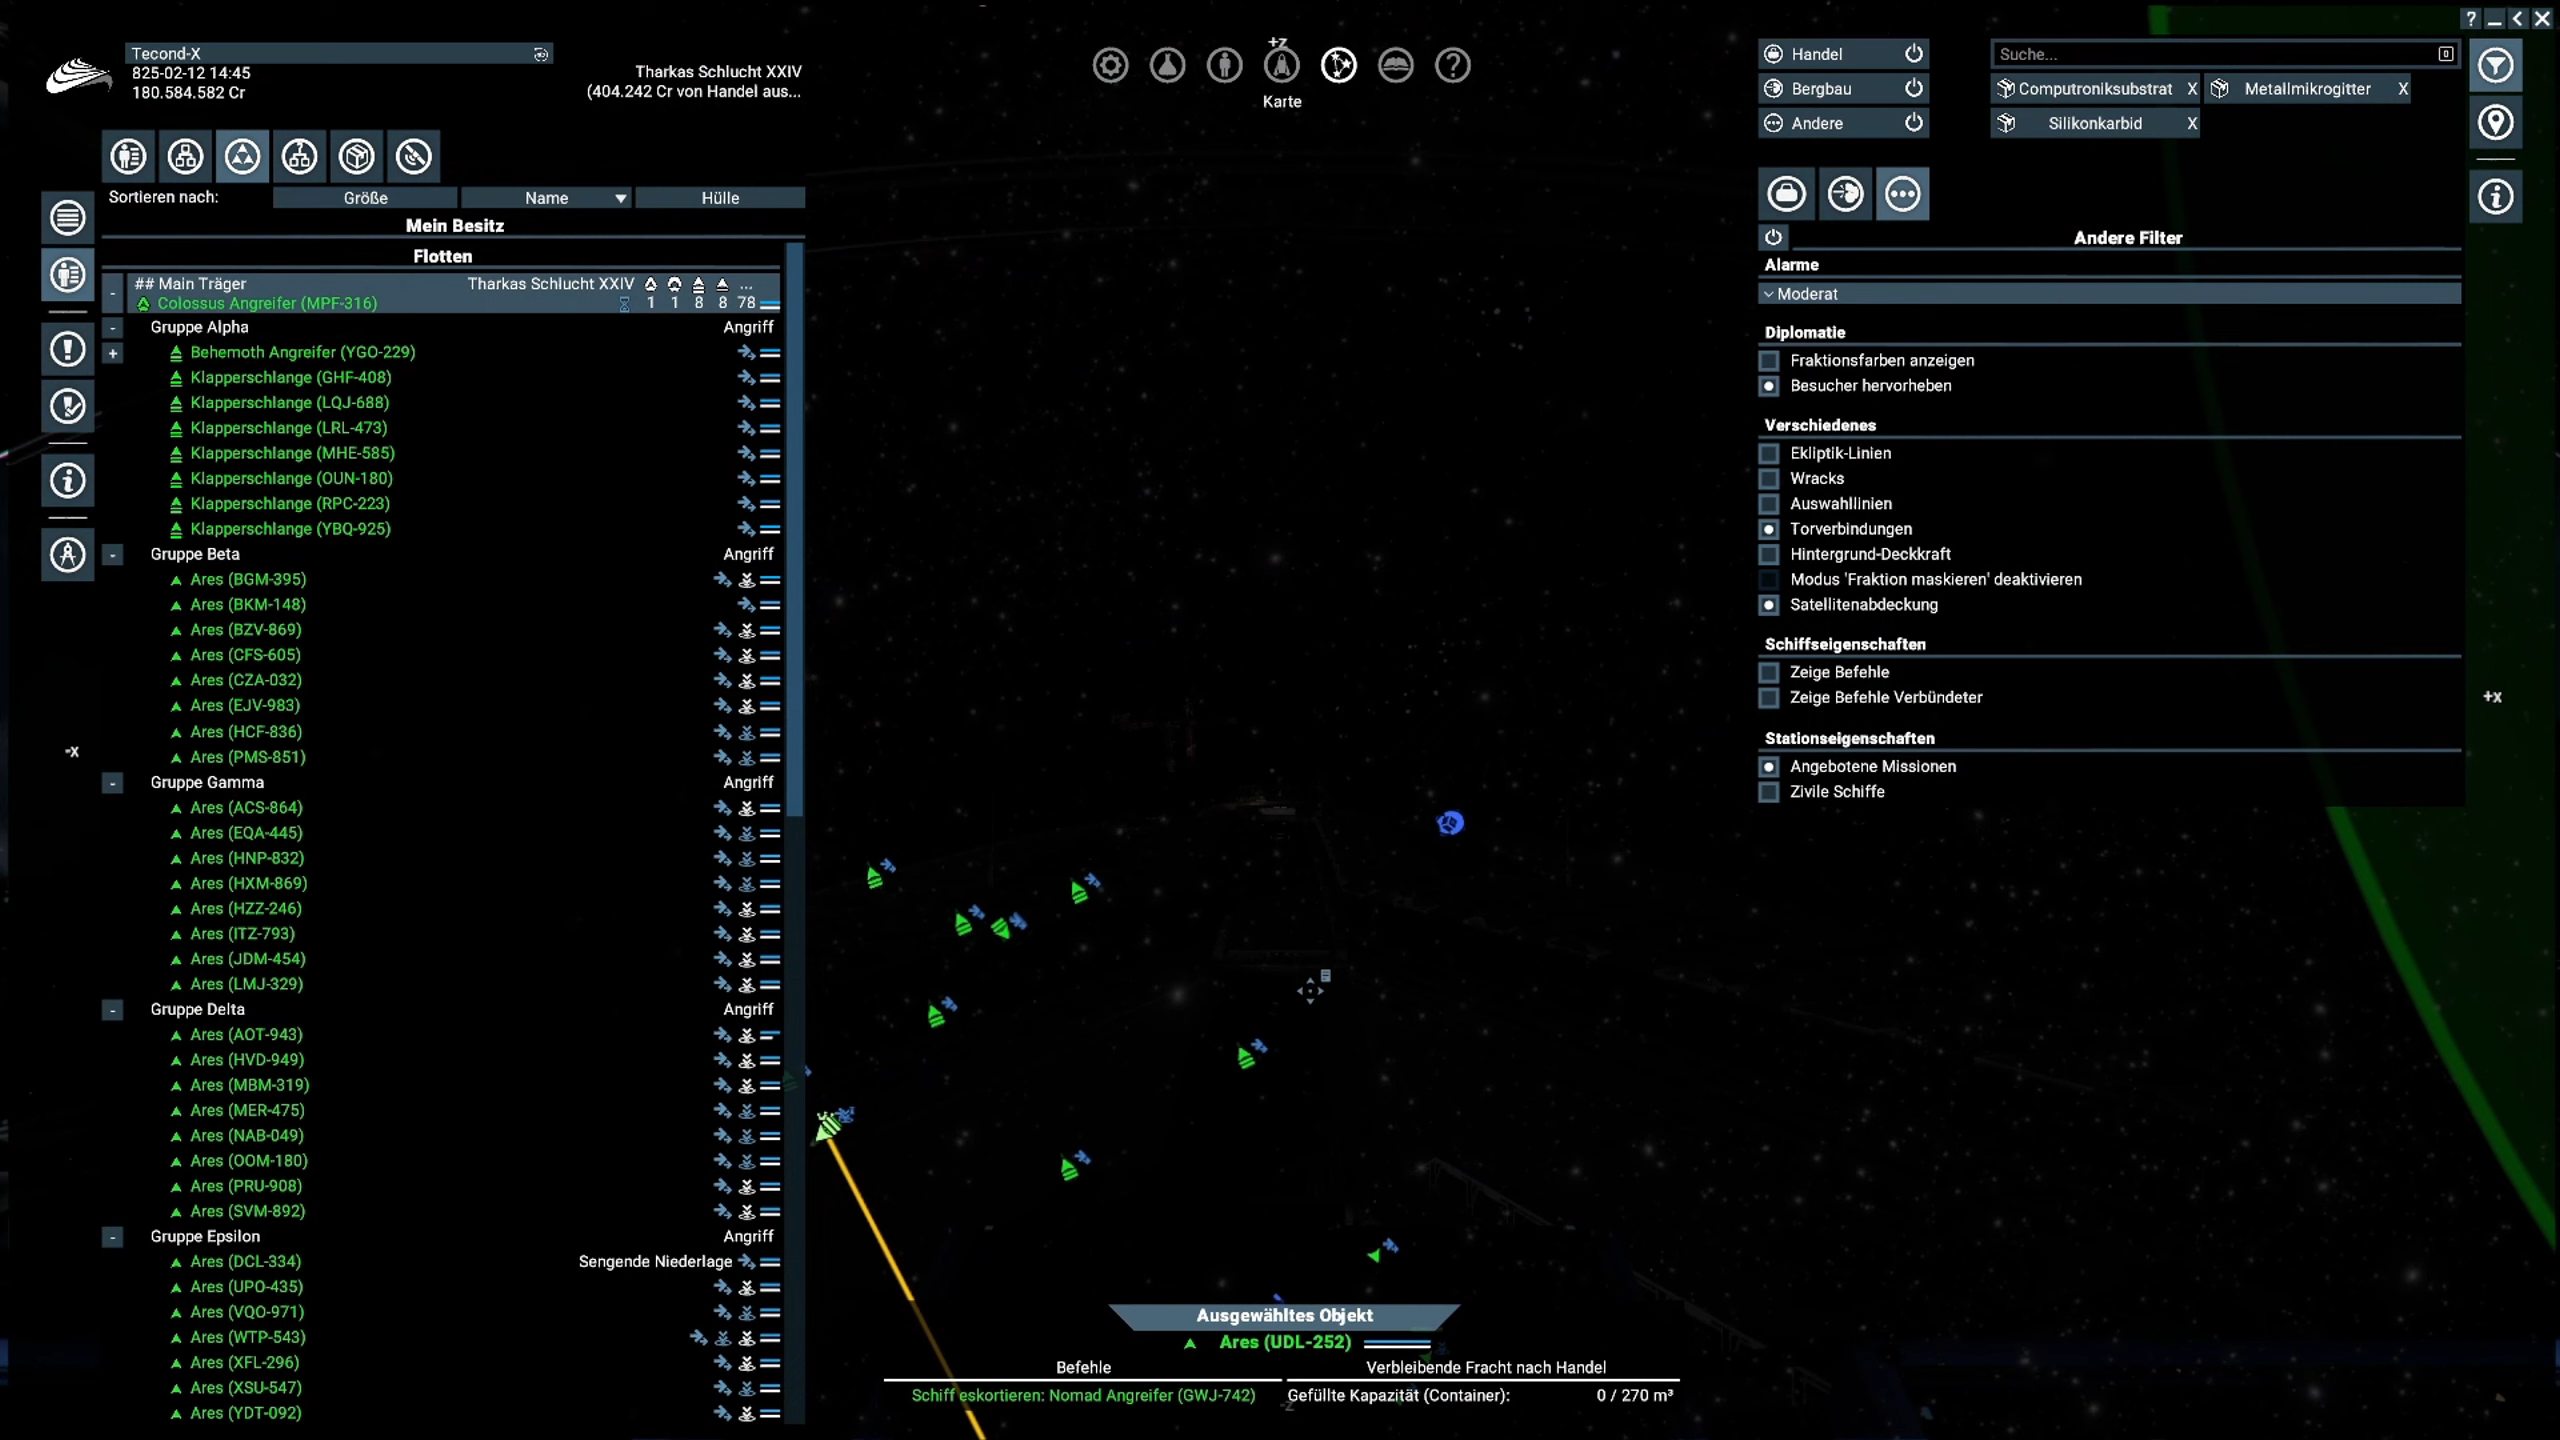 Tecond-X
825-02-12 14:45
180.584.582 Cr
Tharkas Schlucht XXIV
(404.242 Cr von Handel aus...
+Z
Karte
Sortieren nach:
Größe
Name
Hülle
Mein Besitz
Flotten
## Main Träger Tharkas Schlucht XXIV ...
Colossus Angreifer (MPF-316) 1 1 8 8 78
Gruppe Alpha Angriff
Behemoth Angreifer (YGO-229)
Klapperschlange (GHF-408)
Klapperschlange (LQJ-688)
Klapperschlange (LRL-473)
Klapperschlange (MHE-585)
Klapperschlange (OUN-180)
Klapperschlange (RPC-223)
Klapperschlange (YBQ-925)
Gruppe Beta Angriff
Ares (BGM-395)
Ares (BKM-148)
Ares (BZV-869)
Ares (CFS-605)
Ares (CZA-032)
Ares (EJV-983)
Ares (HCF-836)
Ares (PMS-851)
Gruppe Gamma Angriff
Ares (ACS-864)
Ares (EQA-445)
Ares (HNP-832)
Ares (HXM-869)
Ares (HZZ-246)
Ares (ITZ-793)
Ares (JDM-454)
Ares (LMJ-329)
Gruppe Delta Angriff
Ares (AOT-943)
Ares (HVD-949)
Ares (MBM-319)
Ares (MER-475)
Ares (NAB-049)
Ares (OOM-180)
Ares (PRU-908)
Ares (SVM-892)
Gruppe Epsilon Angriff
Ares (DCL-334) Sengende Niederlage
Ares (UPO-435)
Ares (VQO-971)
Ares (WTP-543)
Ares (XFL-296)
Ares (XSU-547)
Ares (YDT-092)
-X
Ausgewähltes Objekt
Ares (UDL-252)
Befehle
Verbleibende Fracht nach Handel
Schiff eskortieren: Nomad Angreifer (GWJ-742)
Gefüllte Kapazität (Container): 0 / 270 m³
-Z
Handel
Bergbau
Andere
Suche...
Computroniksubstrat X
Metallmikrogitter X
Silikonkarbid X
Andere Filter
Alarme
Moderat
Diplomatie
Fraktionsfarben anzeigen
Besucher hervorheben
Verschiedenes
Ekliptik-Linien
Wracks
Auswahllinien
Torverbindungen
Hintergrund-Deckkraft
Modus 'Fraktion maskieren' deaktivieren
Satellitenabdeckung
Schiffseigenschaften
Zeige Befehle
Zeige Befehle Verbündeter
Stationseigenschaften
Angebotene Missionen
Zivile Schiffe
+X